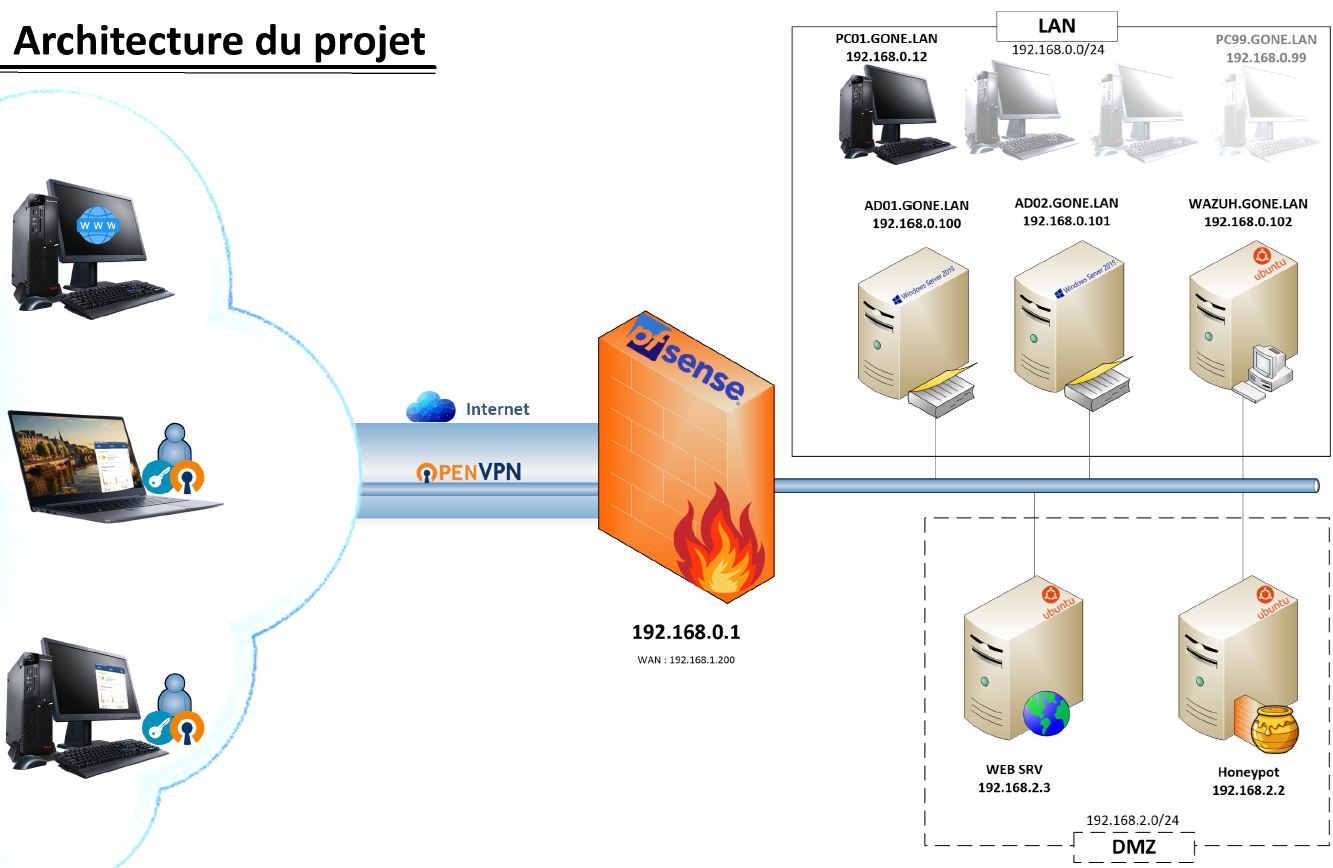 Architecture du projet
LAN
192.168.0.0/24
PC01.GONE.LAN
192.168.0.12
PC99.GONE.LAN
192.168.0.99
AD01.GONE.LAN
192.168.0.100
AD02.GONE.LAN
192.168.0.101
WAZUH.GONE.LAN
192.168.0.102
Windows Server 2019
Windows Server 2019
ubuntu
WWW
pfsense
Internet
OPENVPN
192.168.0.1
WAN : 192.168.1.200
ubuntu
ubuntu
WEB SRV
192.168.2.3
Honeypot
192.168.2.2
192.168.2.0/24
DMZ